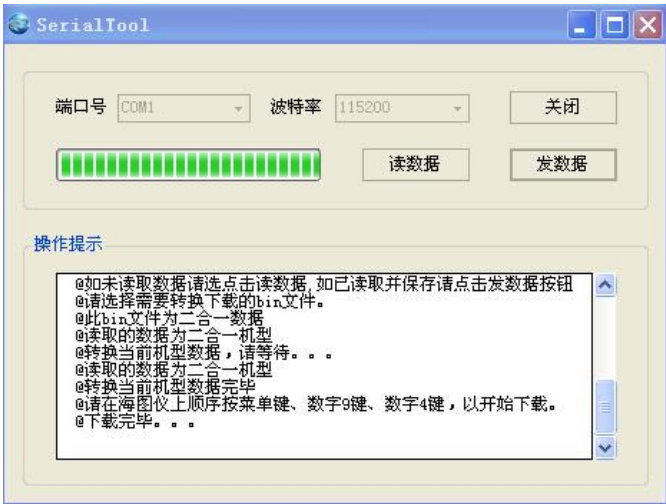 SerialTool
端口号 COM1 波特率 115200 关闭
读数据 发数据
操作提示
@如未读取数据请选点击读数据,如已读取并保存请点击发数据按钮
@请选择需要转换下载的bin文件。
@此bin文件为二合一数据
@读取的数据为二合一机型
@转换当前机型数据，请等待。。。
@读取的数据为二合一机型
@转换当前机型数据完毕
@请在海图仪上顺序按菜单键、数字9键、数字4键，以开始下载。
@下载完毕。。。